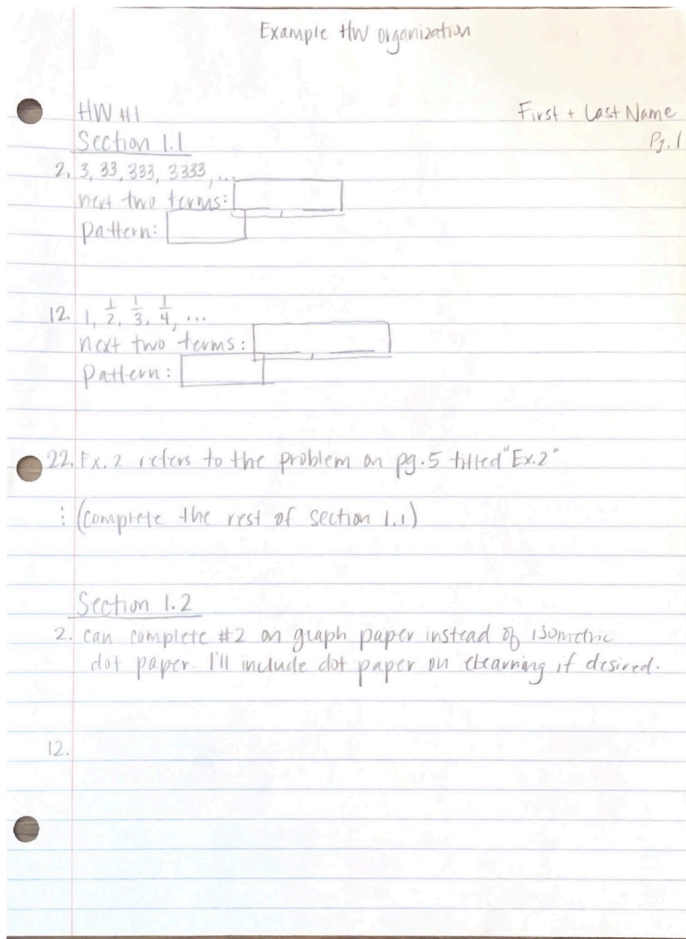 Example HW organization
HW #1
First + Last Name
Section 1.1
Pg. 1
2. 3, 33, 333, 3333, ...
next two terms:
pattern:
12. 1, 1/2, 1/3, 1/4, ...
next two terms:
pattern:
22. Ex. 2 refers to the problem on pg. 5 titled "Ex. 2"
⋮ (complete the rest of section 1.1)
Section 1.2
2. can complete #2 on graph paper instead of isometric
dot paper. I'll include dot paper on elearning if desired.
12.